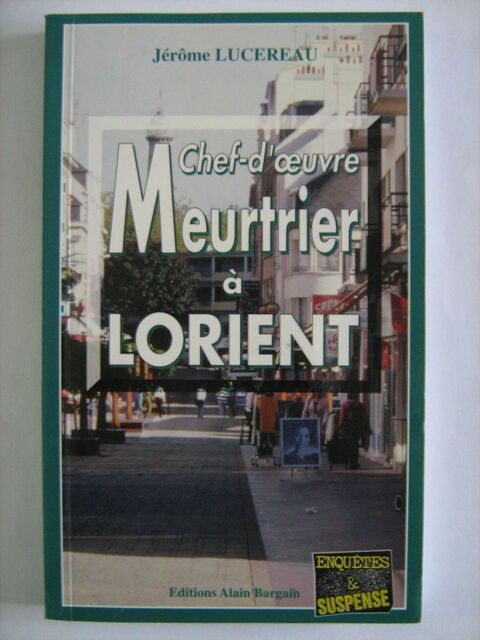 Jérôme LUCEREAU
Chef-d'œuvre
Meurtrier
à
LORIENT
Editions Alain Bargain
ENQUÊTES
&
SUSPENSE